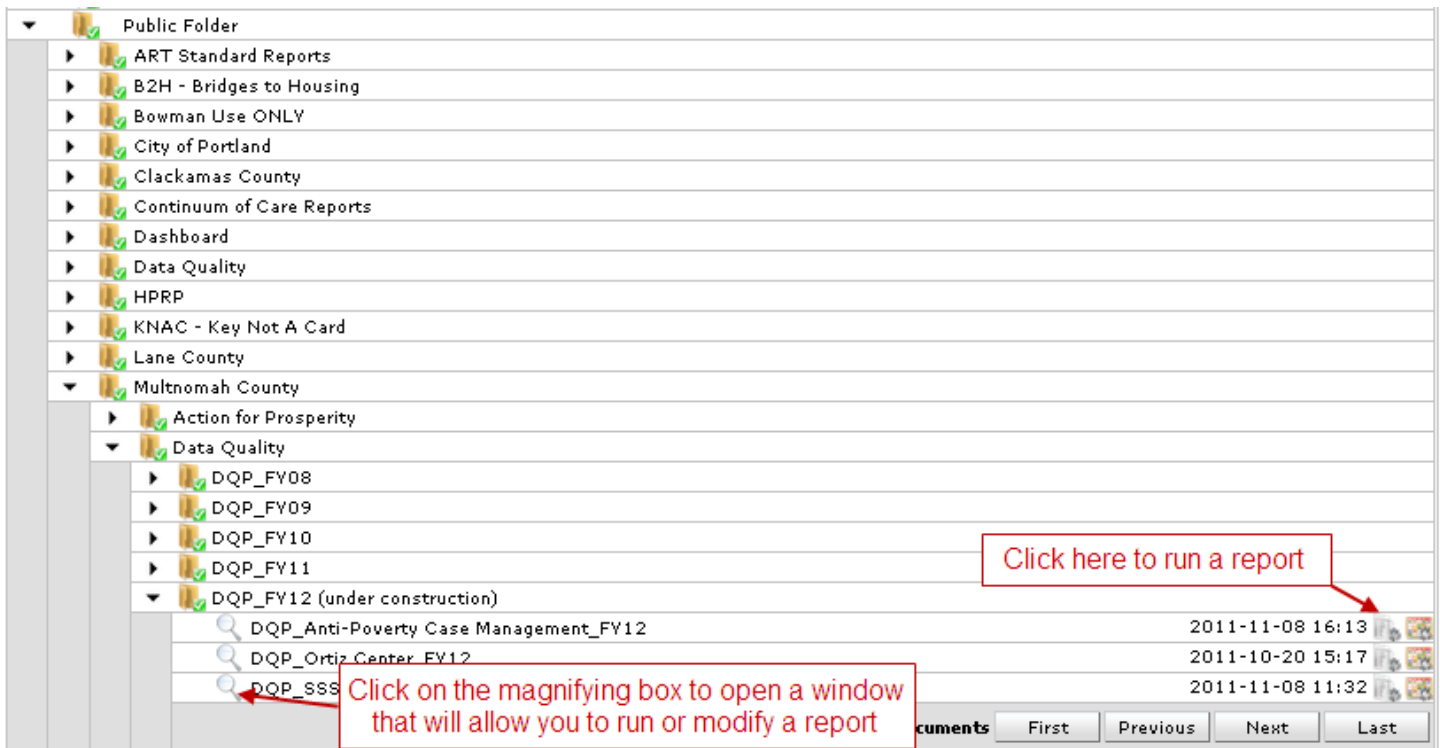 Public Folder
ART Standard Reports
B2H - Bridges to Housing
Bowman Use ONLY
City of Portland
Clackamas County
Continuum of Care Reports
Dashboard
Data Quality
HPRP
KNAC - Key Not A Card
Lane County
Multnomah County
Action for Prosperity
Data Quality
DQP_FY08
DQP_FY09
DQP_FY10
DQP_FY11
Click here to run a report
DQP_FY12 (under construction)
DQP_Anti-Poverty Case Management_FY12 2011-11-08 16:13
DQP_Ortiz Center_FY12 2011-10-20 15:17
DQP_SSS 2011-11-08 11:32
Click on the magnifying box to open a window
that will allow you to run or modify a report
First Previous Next Last